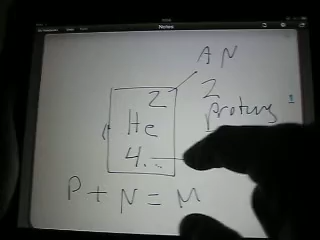 Notes
A N
2
2
Protons
He
4.
P + N = M